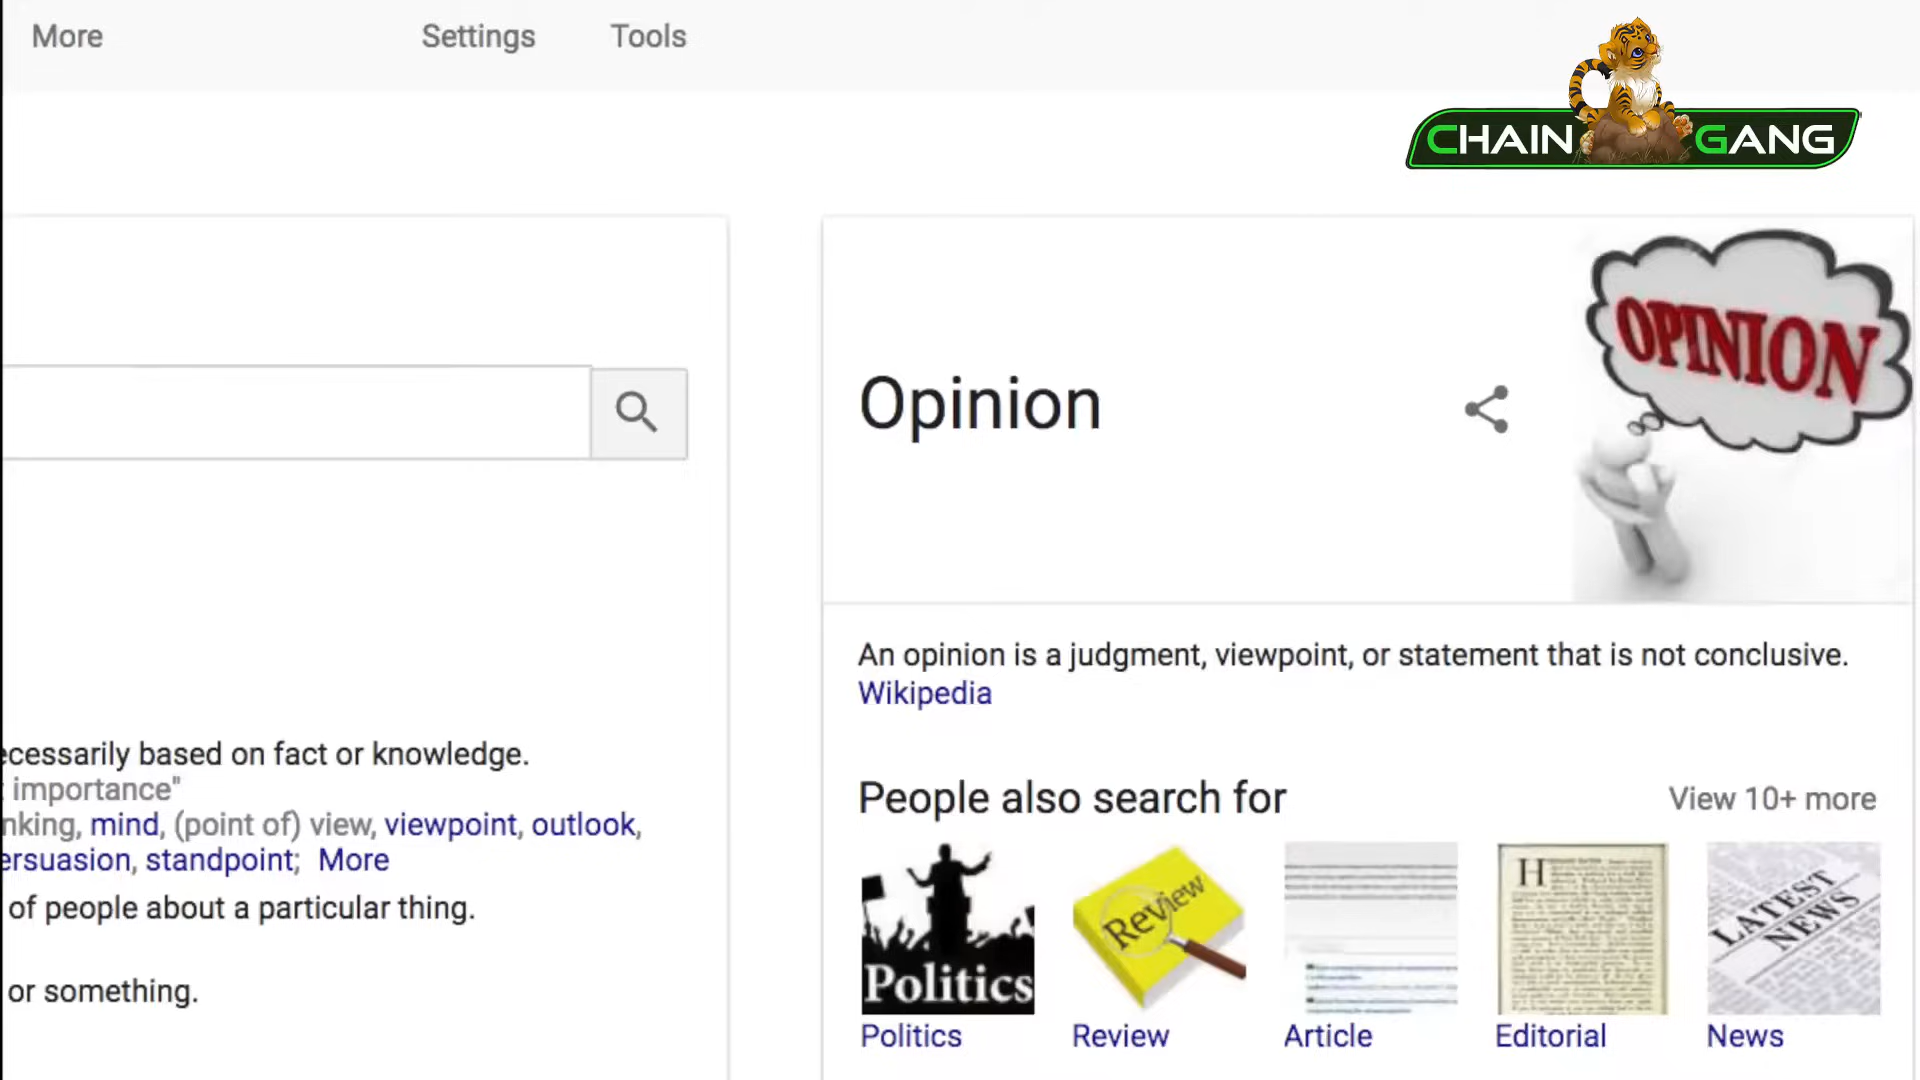 More
Settings
Tools
CHAIN GANG
Opinion
OPINION
An opinion is a judgment, viewpoint, or statement that is not conclusive.
Wikipedia
ecessarily based on fact or knowledge.
importance"
nking, mind, (point of) view, viewpoint, outlook,
ersuasion, standpoint; More
of people about a particular thing.
or something.
People also search for
View 10+ more
Politics
Review
H
LATEST
NEWS
Politics
Review
Article
Editorial
News